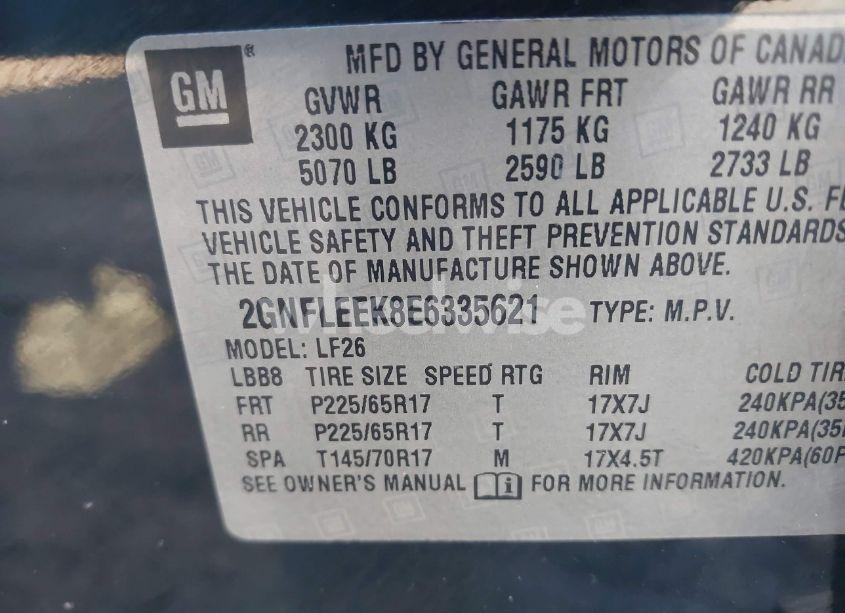 GM ®
MFD BY GENERAL MOTORS OF CANADA
GVWR GAWR FRT GAWR RR
2300 KG 1175 KG 1240 KG
5070 LB 2590 LB 2733 LB
THIS VEHICLE CONFORMS TO ALL APPLICABLE U.S. FE
VEHICLE SAFETY AND THEFT PREVENTION STANDARDS
THE DATE OF MANUFACTURE SHOWN ABOVE.
2GNFLEEK8E6335621 TYPE: M.P.V.
MODEL: LF26
LBB8 TIRE SIZE SPEED RTG RIM COLD TIR
FRT P225/65R17 T 17X7J 240KPA(35
RR P225/65R17 T 17X7J 240KPA(35
SPA T145/70R17 M 17X4.5T 420KPA(60P
SEE OWNER'S MANUAL i FOR MORE INFORMATION.